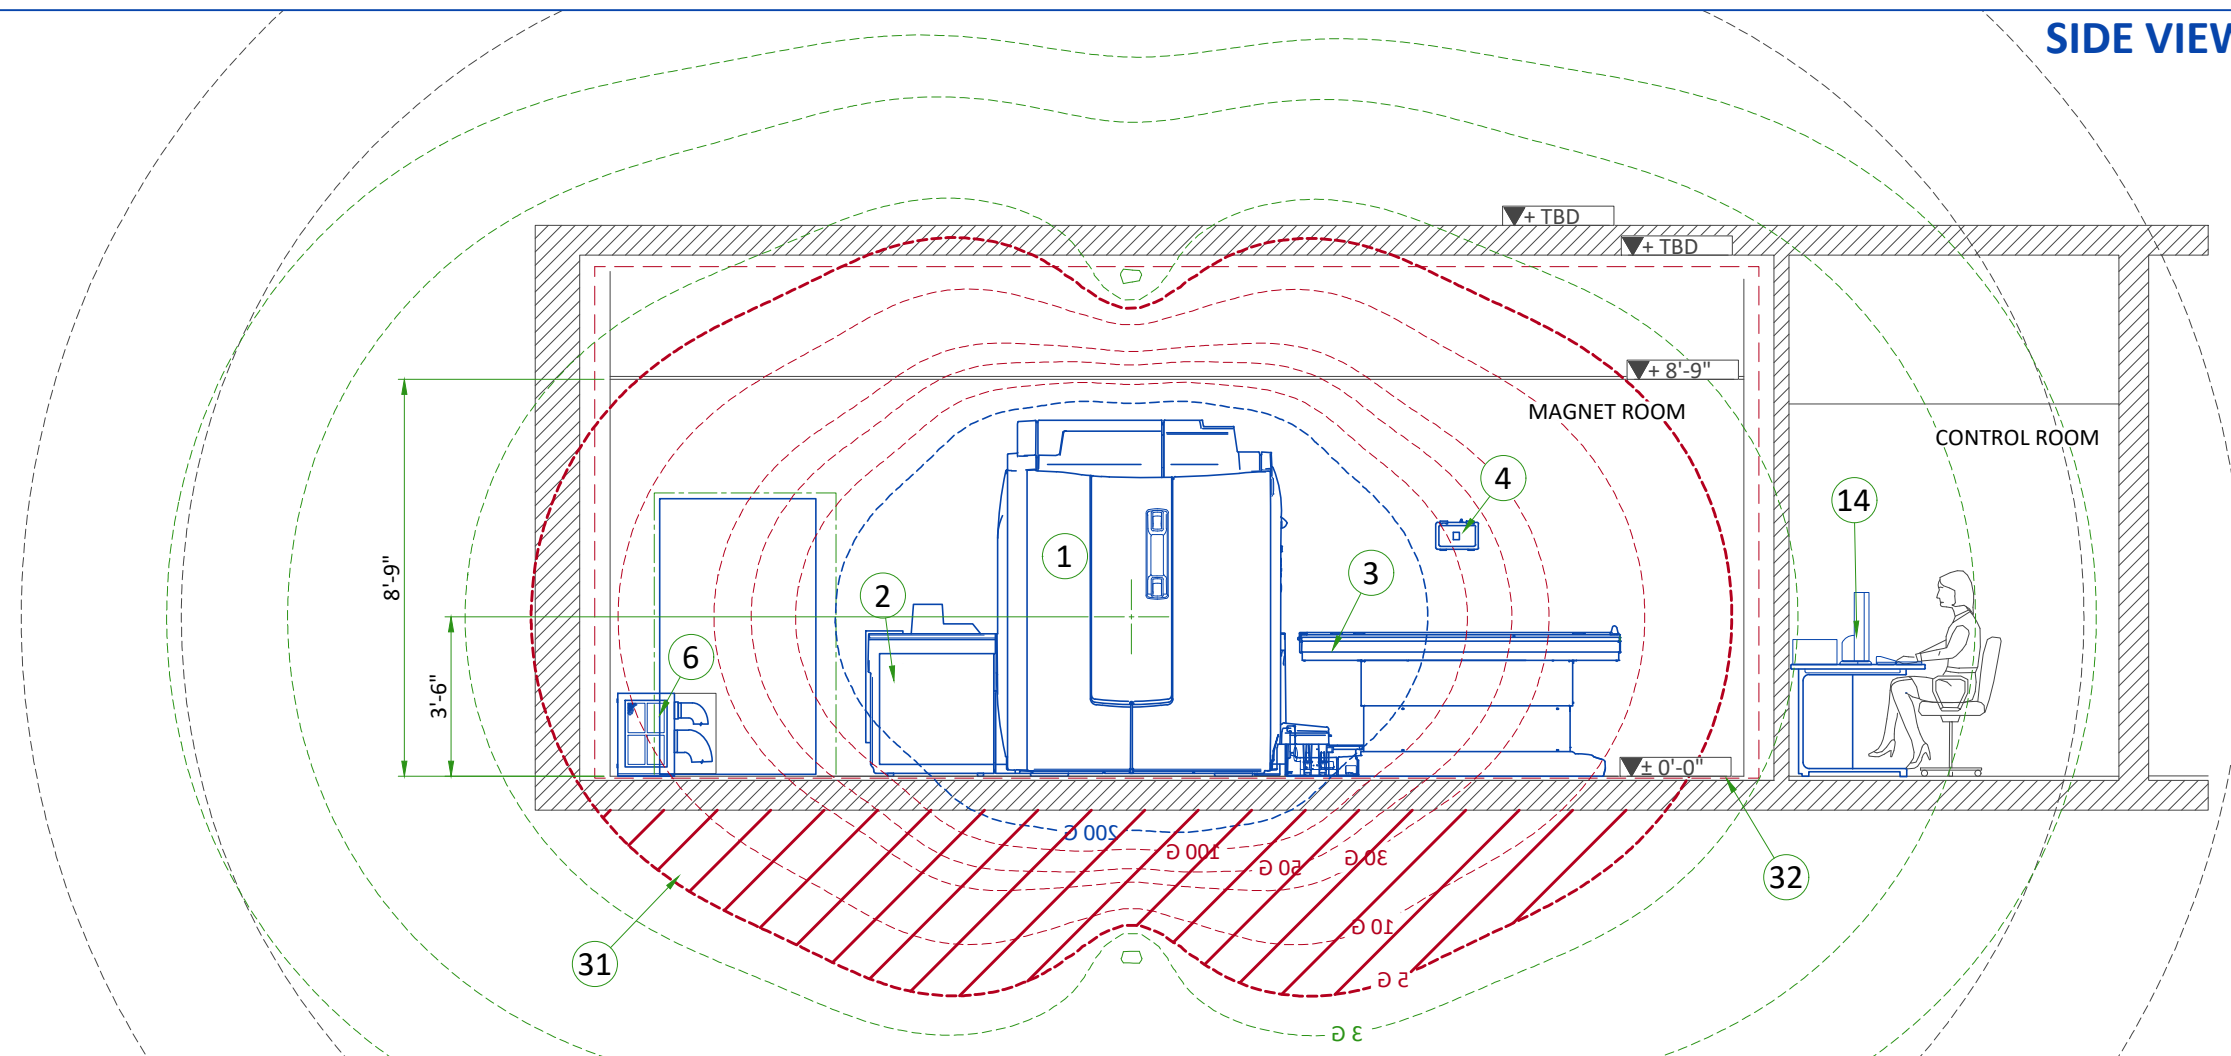 SIDE VIEW
+ TBD
+ TBD
+ 8'-9"
MAGNET ROOM
CONTROL ROOM
4
14
1
3
8'-9"
2
6
3'-6"
± 0'-0"
200 G
100 G
30 G
50 G
32
10 G
31
5 G
3 G